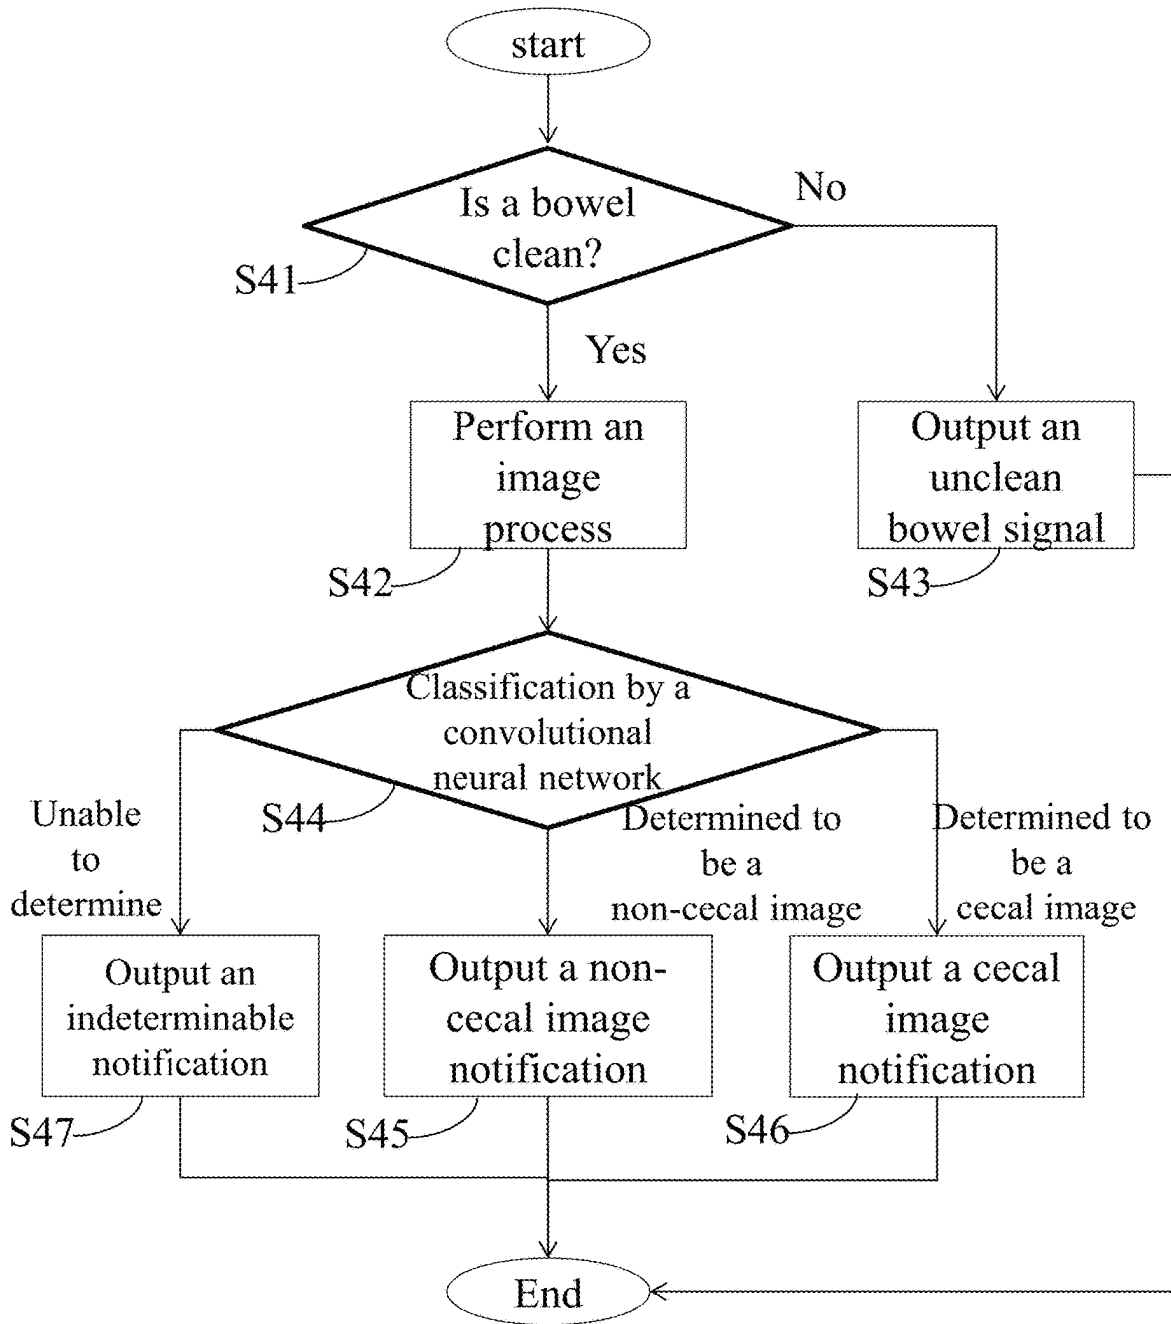 start
Is a bowel
clean?
No
S41
Yes
Perform an
image
process
Output an
unclean
bowel signal
S42
S43
Classification by a
convolutional
neural network
S44
Unable
to
determine
Determined to
be a
non-cecal image
Determined to
be a
cecal image
Output an
indeterminable
notification
Output a non-
cecal image
notification
Output a cecal
image
notification
S47
S45
S46
End